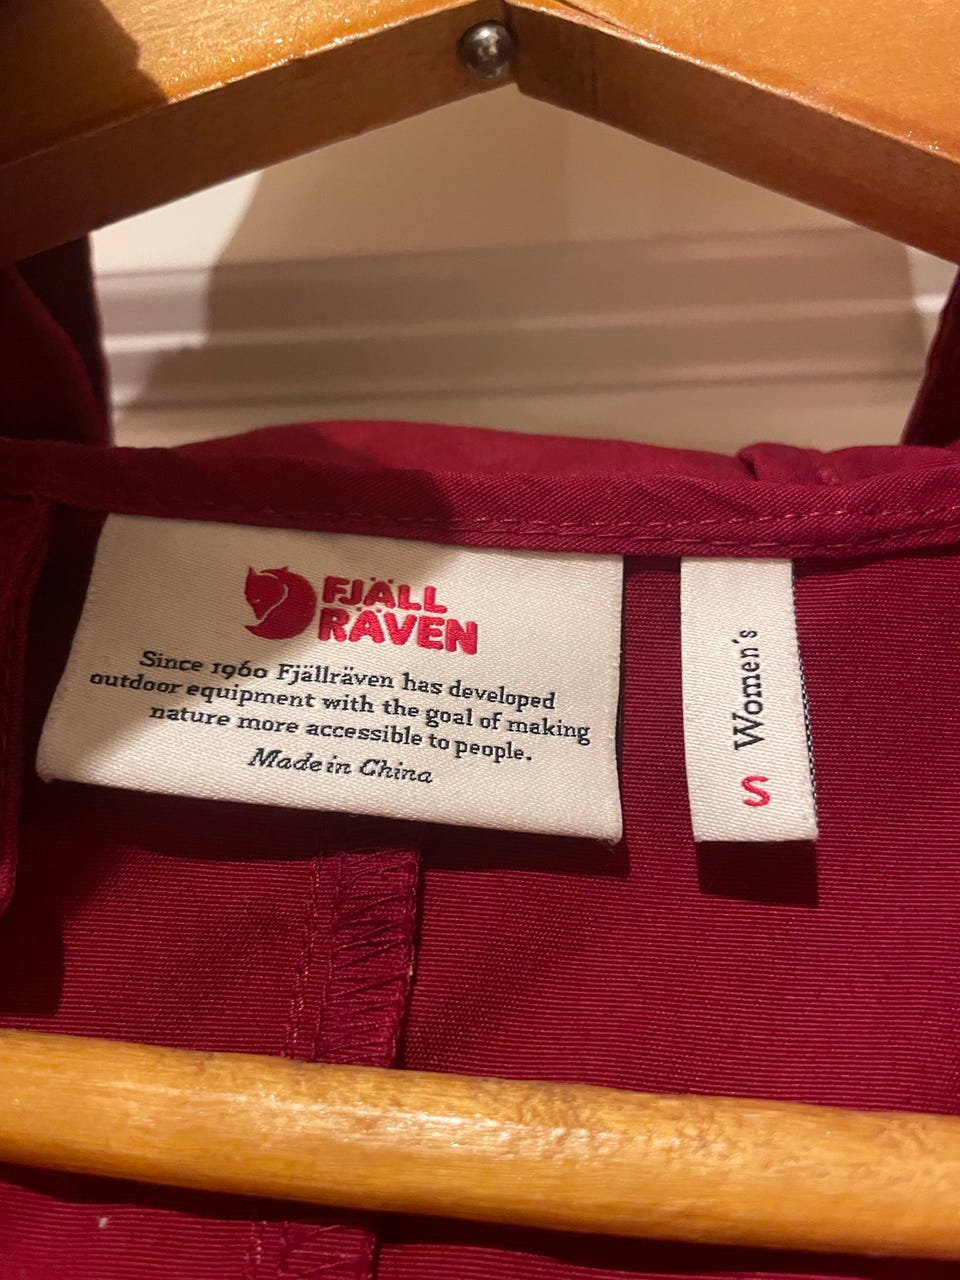 FJÄLL
RÄVEN
Since 1960 Fjällräven has developed
outdoor equipment with the goal of making
nature more accessible to people.
Made in China
Women's
S